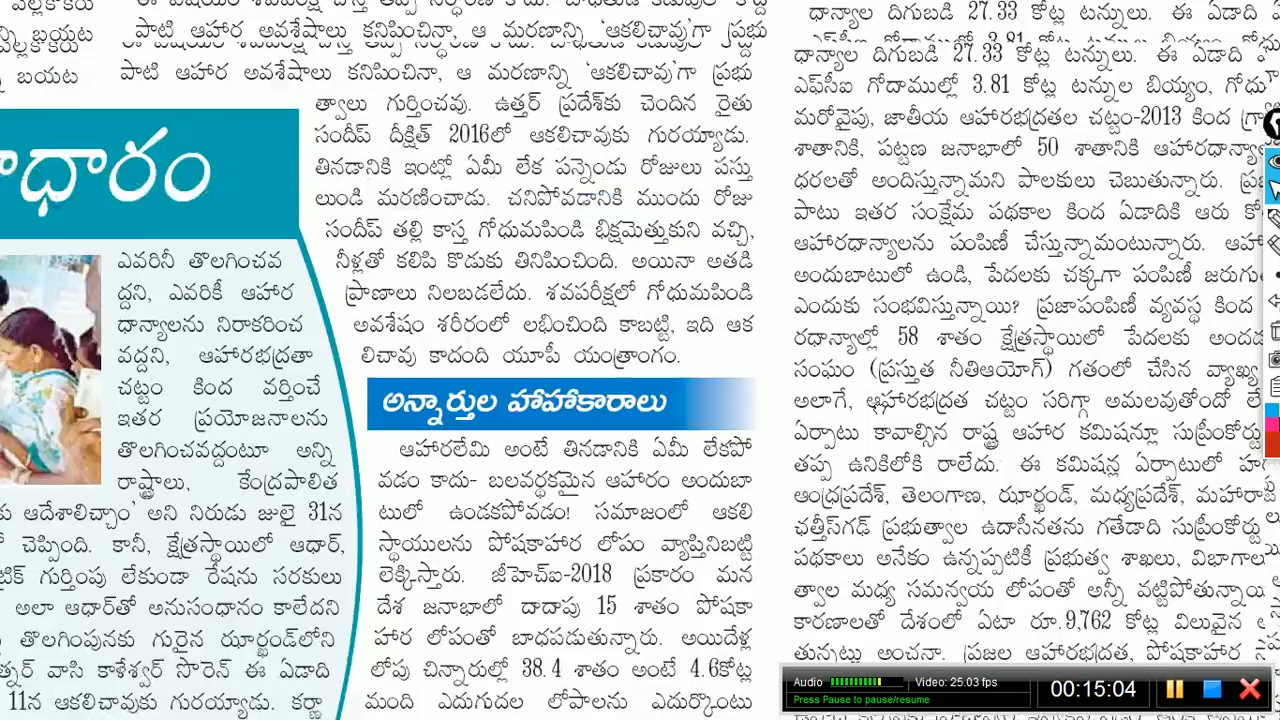 పాటి ఆహార అవశేషాలు కనిపించినా, ఆ మరణాన్ని 'ఆకలిచావు'గా ప్రభు
బయట పాటి ఆహార అవశేషాలు కనిపించినా, ఆ మరణాన్ని 'ఆకలిచావు'గా ప్రభు
త్వాలు గుర్తించవు. ఉత్తర్ ప్రదేశ్‌కు చెందిన రైతు
సందీప్ దీక్షిత్ 2016లో ఆకలిచావుకు గురయ్యాడు.
తినడానికి ఇంట్లో ఏమీ లేక పన్నెండు రోజులు పస్తు
లుండి మరణించాడు. చనిపోవడానికి ముందు రోజు
సందీప్ తల్లి కాస్త గోధుమపిండి భిక్షమెత్తుకుని వచ్చి,
నీళ్లతో కలిపి కొడుకు తినిపించింది. అయినా అతడి
ప్రాణాలు నిలబడలేదు. శవపరీక్షలో గోధుమపిండి
అవశేషం శరీరంలో లభించింది కాబట్టి, ఇది ఆక
లిచావు కాదంది యూపీ యంత్రాంగం.
అన్నార్తుల హాహాకారాలు
ఆహారలేమి అంటే తినడానికి ఏమీ లేకపో
వడం కాదు- బలవర్థకమైన ఆహారం అందుబా
టులో ఉండకపోవడం! సమాజంలో ఆకలి
స్థాయులను పోషకాహార లోపం వ్యాప్తినిబట్టి
లెక్కిస్తారు. జీహెచ్ఐ-2018 ప్రకారం మన
దేశ జనాభాలో దాదాపు 15 శాతం పోషకా
హార లోపంతో బాధపడుతున్నారు. అయిదేళ్ల
లోపు చిన్నారుల్లో 38.4 శాతం అంటే 4.6కోట్ల
ాధారం
ఎవరినీ తొలగించవ
ద్దని, ఎవరికీ ఆహార
ధాన్యాలను నిరాకరించ
వద్దని, ఆహారభద్రతా
చట్టం కింద వర్తించే
ఇతర ప్రయోజనాలను
తొలగించవద్దంటూ అన్ని
రాష్ట్రాలు, కేంద్రపాలిత
ఆదేశాలిచ్చాం' అని నిరుడు జులై 31న
చెప్పింది. కానీ, క్షేత్రస్థాయిలో ఆధార్,
గుర్తింపు లేకుండా రేషను సరకులు
అలా ఆధార్‌తో అనుసంధానం కాలేదని
తొలగింపునకు గురైన ఝార్ఖండ్‌లోని
వాసి కాళేశ్వర్ సొరెన్ ఈ ఏడాది
ధాన్యాల దిగుబడి 27.33 కోట్ల టన్నులు. ఈ ఏడాది
ధాన్యాల దిగుబడి 27.33 కోట్ల టన్నులు. ఈ ఏడాది
ఎఫ్‌సీఐ గోదాముల్లో 3.81 కోట్ల టన్నుల బియ్యం,
మరోవైపు, జాతీయ ఆహారభద్రతల చట్టం-2013 కింద
శాతానికి, పట్టణ జనాభాలో 50 శాతానికి
ధరలతో అందిస్తున్నామని పాలకులు చెబుతున్నారు.
పాటు ఇతర సంక్షేమ పథకాల కింద ఏడాదికి ఆరు
ఆహారధాన్యాలను పంపిణీ చేస్తున్నామంటున్నారు.
అందుబాటులో ఉండి, పేదలకు చక్కగా పంపిణీ
ఎందుకు సంభవిస్తున్నాయి? ప్రజాపంపిణీ వ్యవస్థ కింద
రధాన్యాల్లో 58 శాతం క్షేత్రస్థాయిలో పేదలకు
సంఘం (ప్రస్తుత నీతిఆయోగ్) గతంలో చేసిన
అలాగే, ఆహారభద్రత చట్టం సరిగ్గా అమలవుతోందో
ఏర్పాటు కావాల్సిన రాష్ట్ర ఆహార కమిషన్లూ
తప్ప ఉనికిలోకి రాలేదు. ఈ కమిషన్ల ఏర్పాటులో
ఆంధ్రప్రదేశ్, తెలంగాణ, ఝార్ఖండ్, మధ్యప్రదేశ్,
ఛత్తీస్‌గఢ్ ప్రభుత్వాల ఉదాసీనతను గతేడాది
పథకాలు అనేకం ఉన్నప్పటికీ ప్రభుత్వ శాఖలు,
త్వాల మధ్య సమన్వయ లోపంతో అన్నీ
కారణాలతో దేశంలో ఏటా రూ.9,762 కోట్ల విలువైన
తున్నట్టు అంచనా. ప్రజల ఆహారభద్రత, పోషకాహార
Audio Video: 25.03 fps
Press Pause to pause/resume
00:15:04